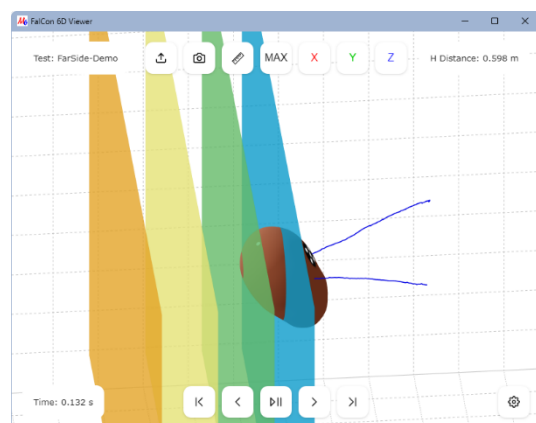 FalCon 6D Viewer
Test: FarSide-Demo
MAX
X
Y
Z
H Distance: 0.598 m
Time: 0.132 s